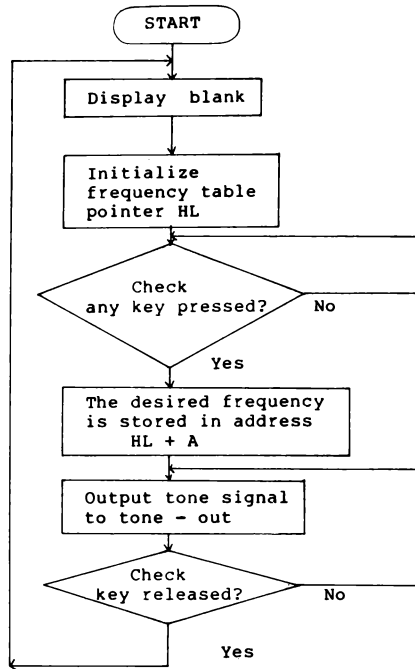 START
Display blank
Initialize
frequency table
pointer HL
Check
any key pressed?
No
Yes
The desired frequency
is stored in address
HL + A
Output tone signal
to tone - out
Check
key released?
No
Yes